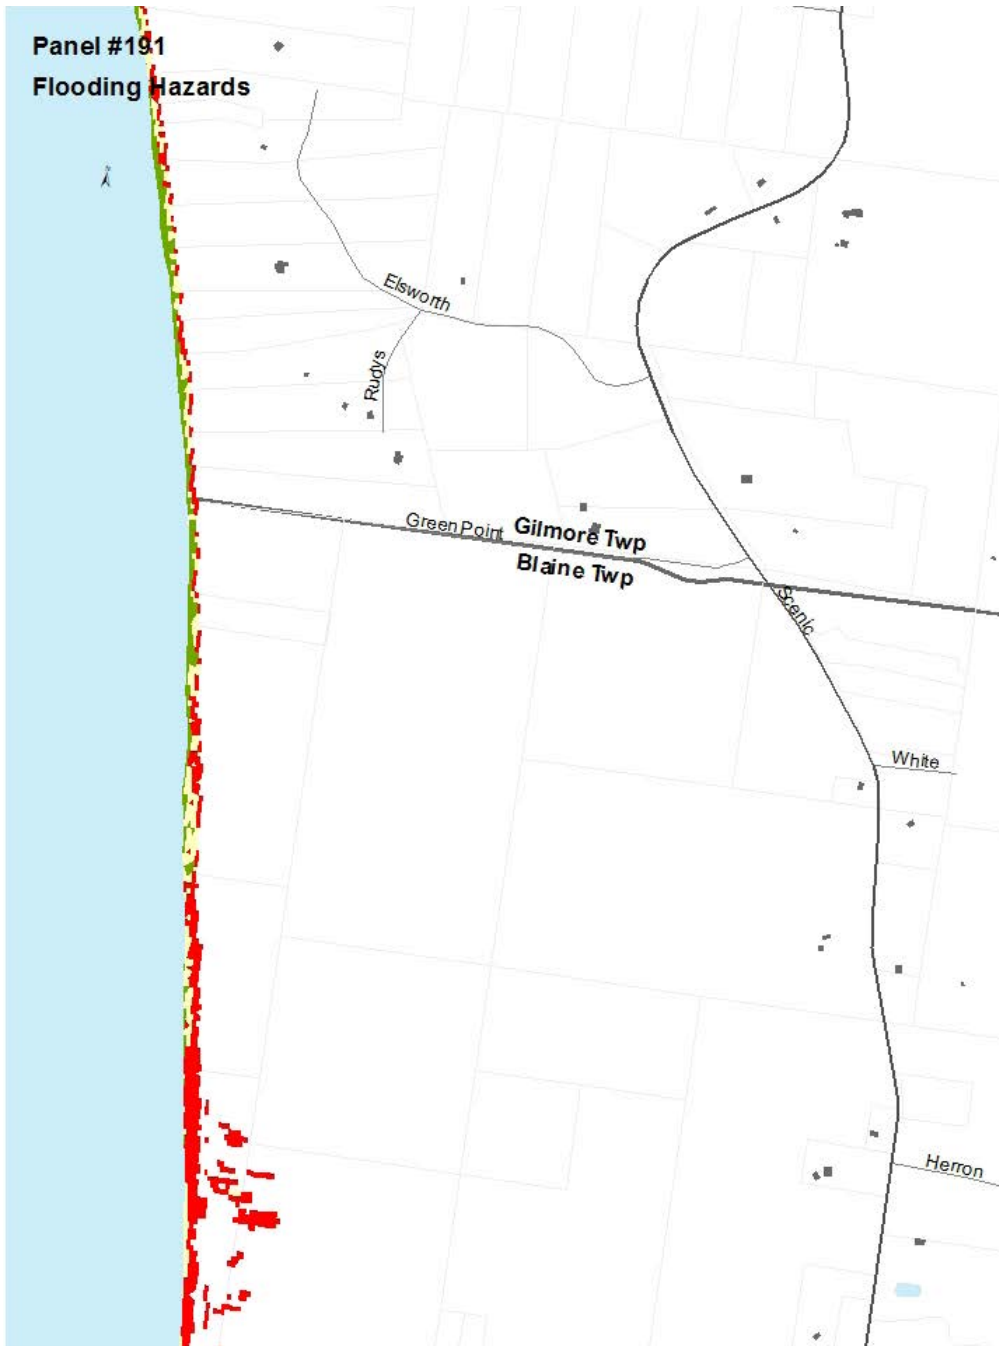 Panel #191
Flooding Hazards
Elsworth
Rudys
Green Point
Gilmore Twp
Blaine Twp
Scenic
White
Herron